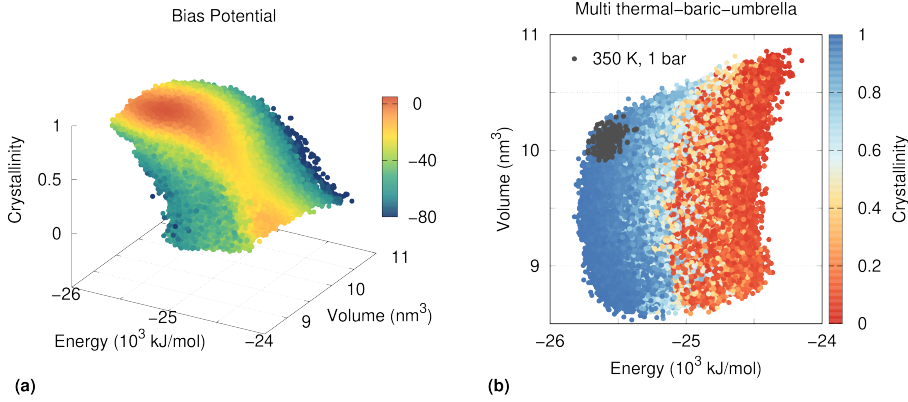 Bias Potential
Crystallinity
1
0.5
0
0
−40
−80
−26
−25
−24
Energy (10³ kJ/mol)
9
10
11
Volume (nm³)
(a)
Multi thermal−baric−umbrella
350 K, 1 bar
Volume (nm³)
11
10
9
−26
−25.5
−25
−24
Energy (10³ kJ/mol)
1
0.8
0.6
0.4
0.2
0
Crystallinity
(b)